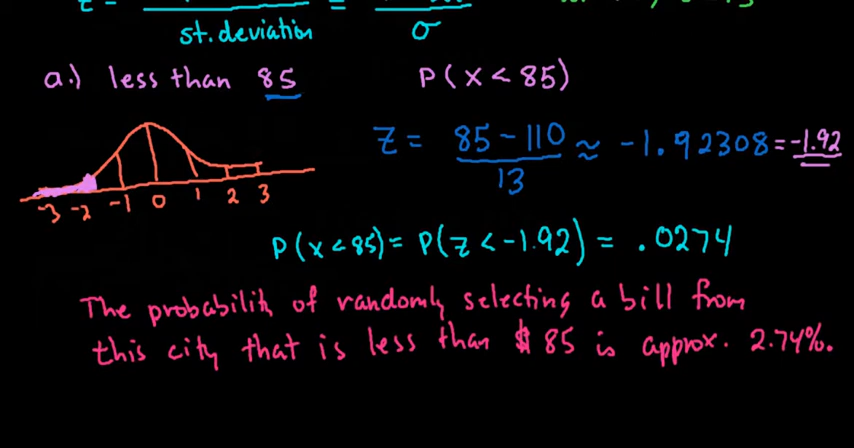 z =
st. deviation = σ
a.) less than 85 P(X < 85)
z = 85 - 110 / 13 ≈ -1.92308 = -1.92
-3 -2 -1 0 1 2 3
P(X < 85) = P(z < -1.92) = .0274
The probability of randomly selecting a bill from
this city that is less than $85 is approx. 2.74%.